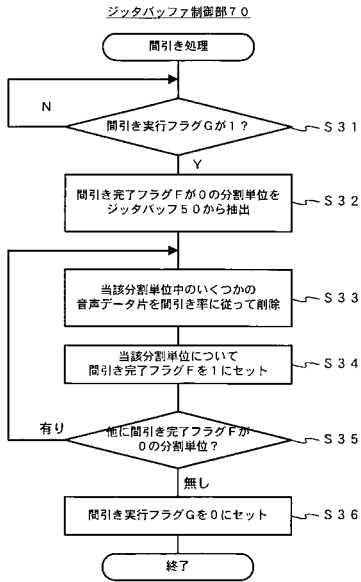 ジッタバッファ制御部７０
間引き処理
N
間引き実行フラグGが１？
S３１
Y
間引き完了フラグFが０の分割単位を
ジッタバッフ５０から抽出
S３２
当該分割単位中のいくつかの
音声データ片を間引き率に従って削除
S３３
当該分割単位について
間引き完了フラグFを１にセット
S３４
有り
他に間引き完了フラグFが
０の分割単位？
S３５
無し
間引き実行フラグGを０にセット
S３６
終了